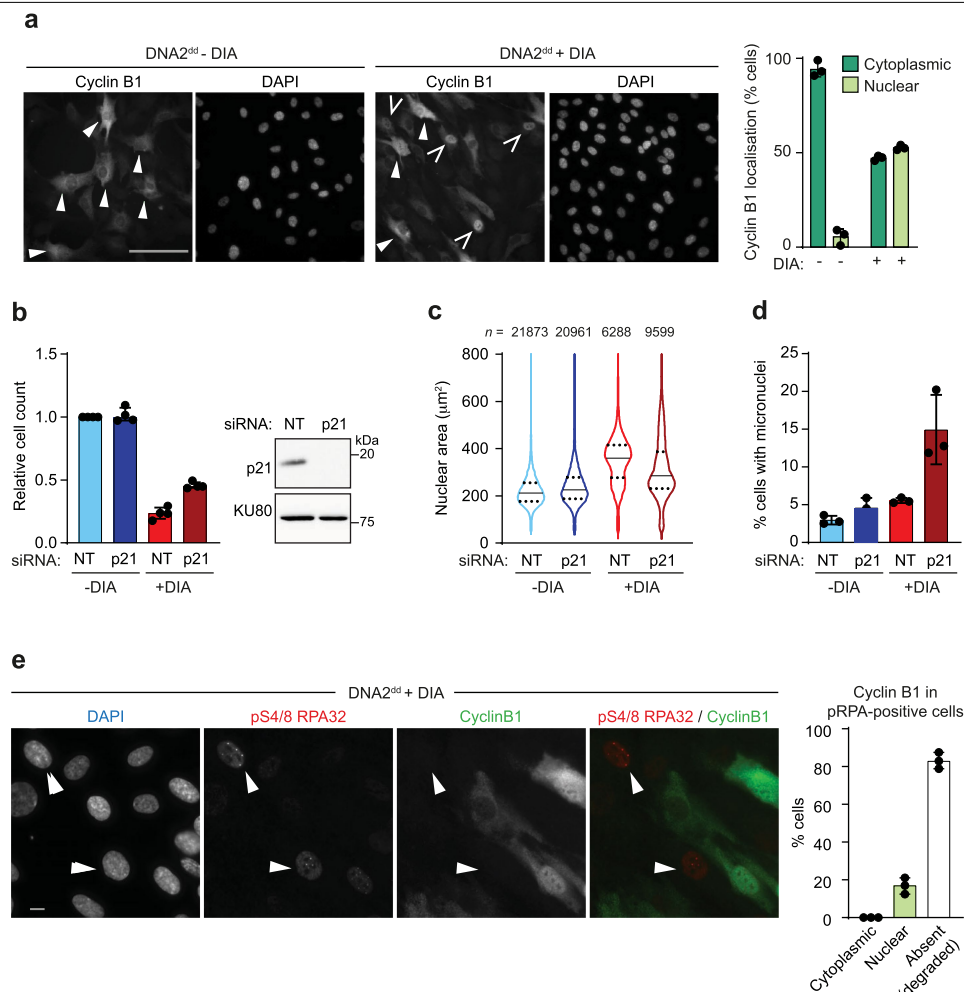 a
DNA2ᵈᵈ - DIA
DNA2ᵈᵈ + DIA
Cyclin B1
DAPI
Cyclin B1
DAPI
Cyclin B1 localisation (% cells)
100
50
0
DIA: - - + +
Cytoplasmic
Nuclear
b
Relative cell count
1.5
1.0
0.5
0.0
siRNA: NT p21 NT p21
-DIA +DIA
siRNA: NT p21
kDa
p21
20
KU80
75
c
n = 21873 20961 6288 9599
Nuclear area (μm²)
800
600
400
200
0
siRNA: NT p21 NT p21
-DIA +DIA
d
% cells with micronuclei
25
20
15
10
5
0
siRNA: NT p21 NT p21
-DIA +DIA
e
DNA2ᵈᵈ + DIA
DAPI
pS4/8 RPA32
CyclinB1
pS4/8 RPA32 / CyclinB1
Cyclin B1 in
pRPA-positive cells
% cells
100
80
60
40
20
0
Cytoplasmic
Nuclear
Absent
(degraded)